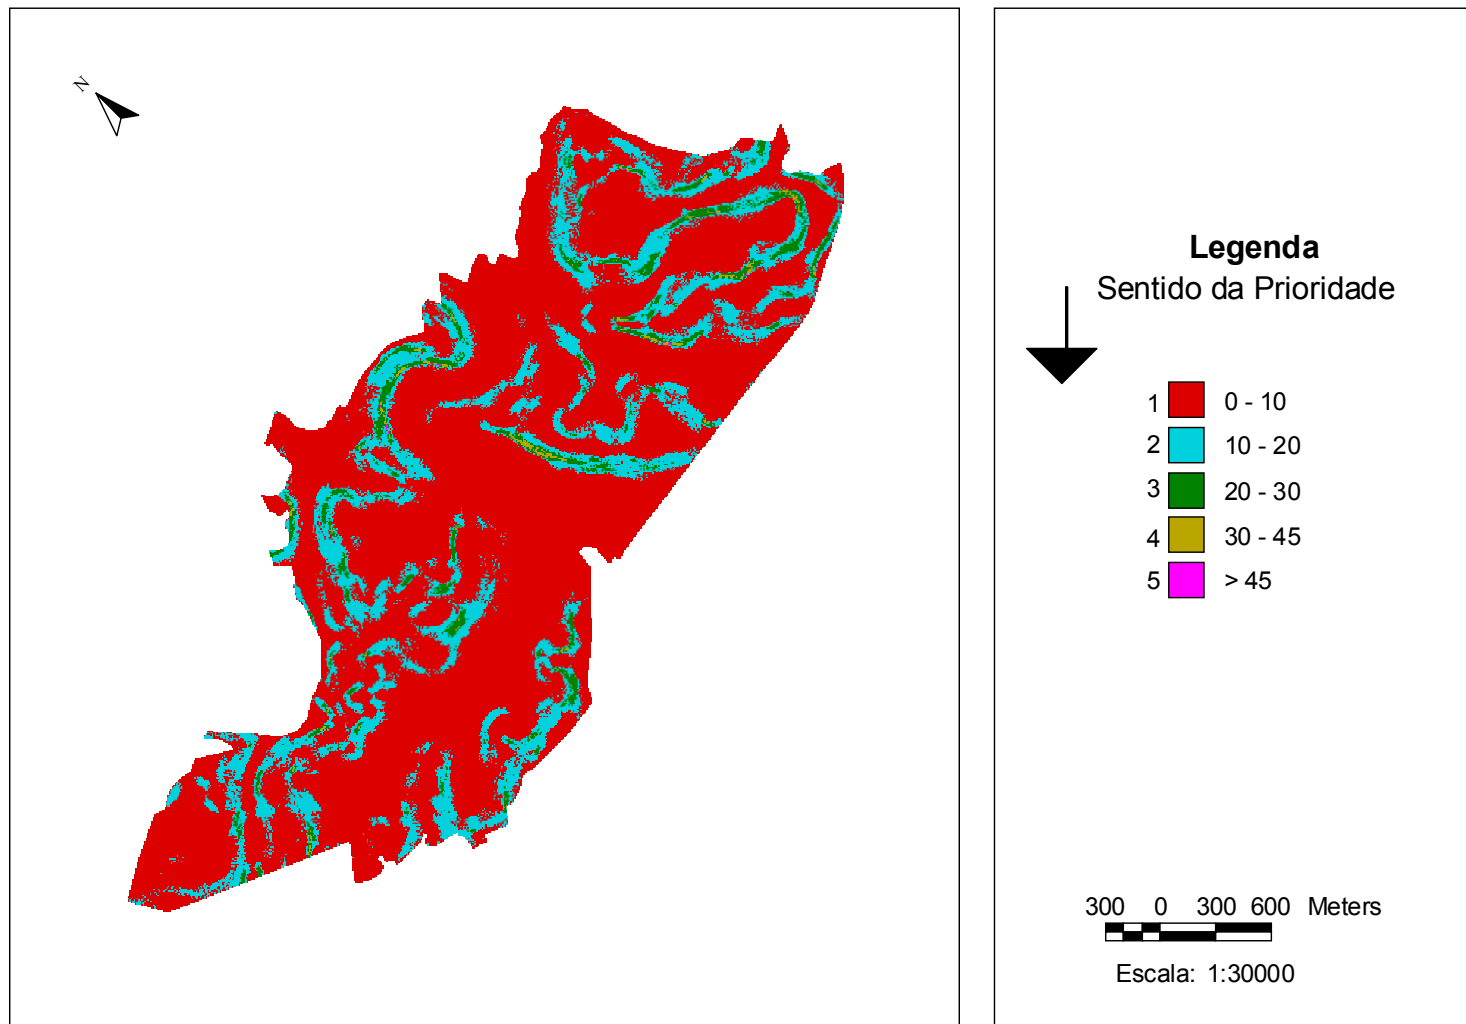 N
Legenda
Sentido da Prioridade
1 0 - 10
2 10 - 20
3 20 - 30
4 30 - 45
5 > 45
300 0 300 600 Meters
Escala: 1:30000